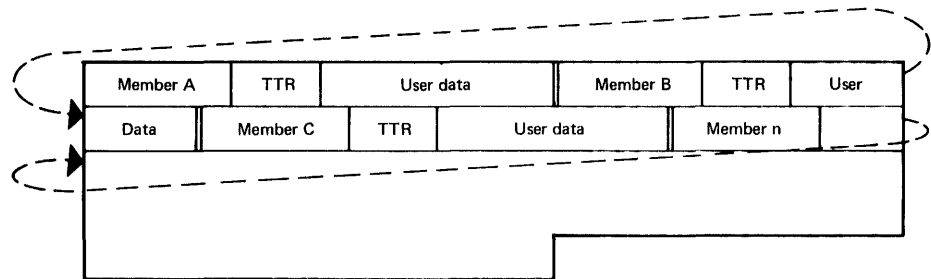 Member A TTR User data Member B TTR User
Data Member C TTR User data Member n